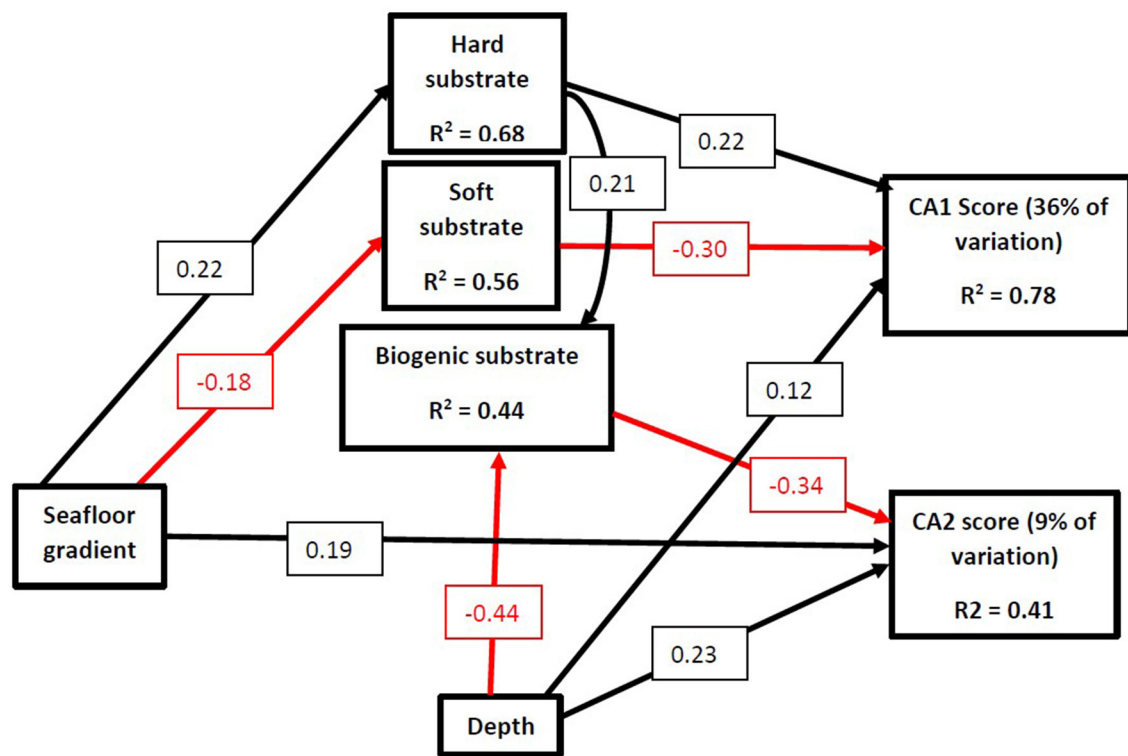 Hard
substrate
R² = 0.68
0.22
0.21
Soft
substrate
R² = 0.56
CA1 Score (36% of
variation)
R² = 0.78
-0.30
0.22
Biogenic substrate
R² = 0.44
-0.18
0.12
-0.34
Seafloor
gradient
0.19
CA2 score (9% of
variation)
R2 = 0.41
-0.44
0.23
Depth